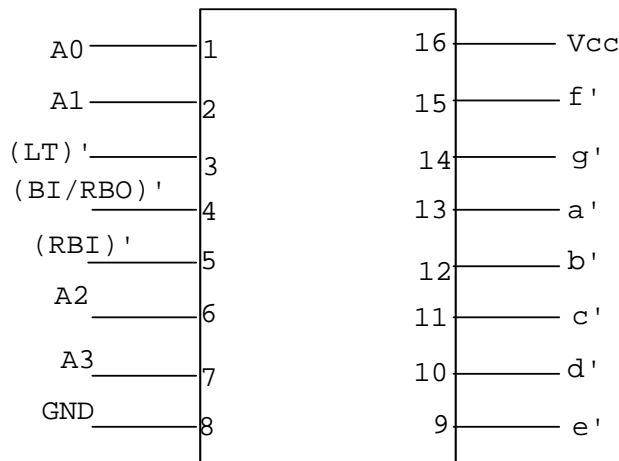 A0 1 16 Vcc
A1 2 15 f'
(LT)' 3 14 g'
(BI/RBO)' 4 13 a'
(RBI)' 5 12 b'
A2 6 11 c'
A3 7 10 d'
GND 8 9 e'